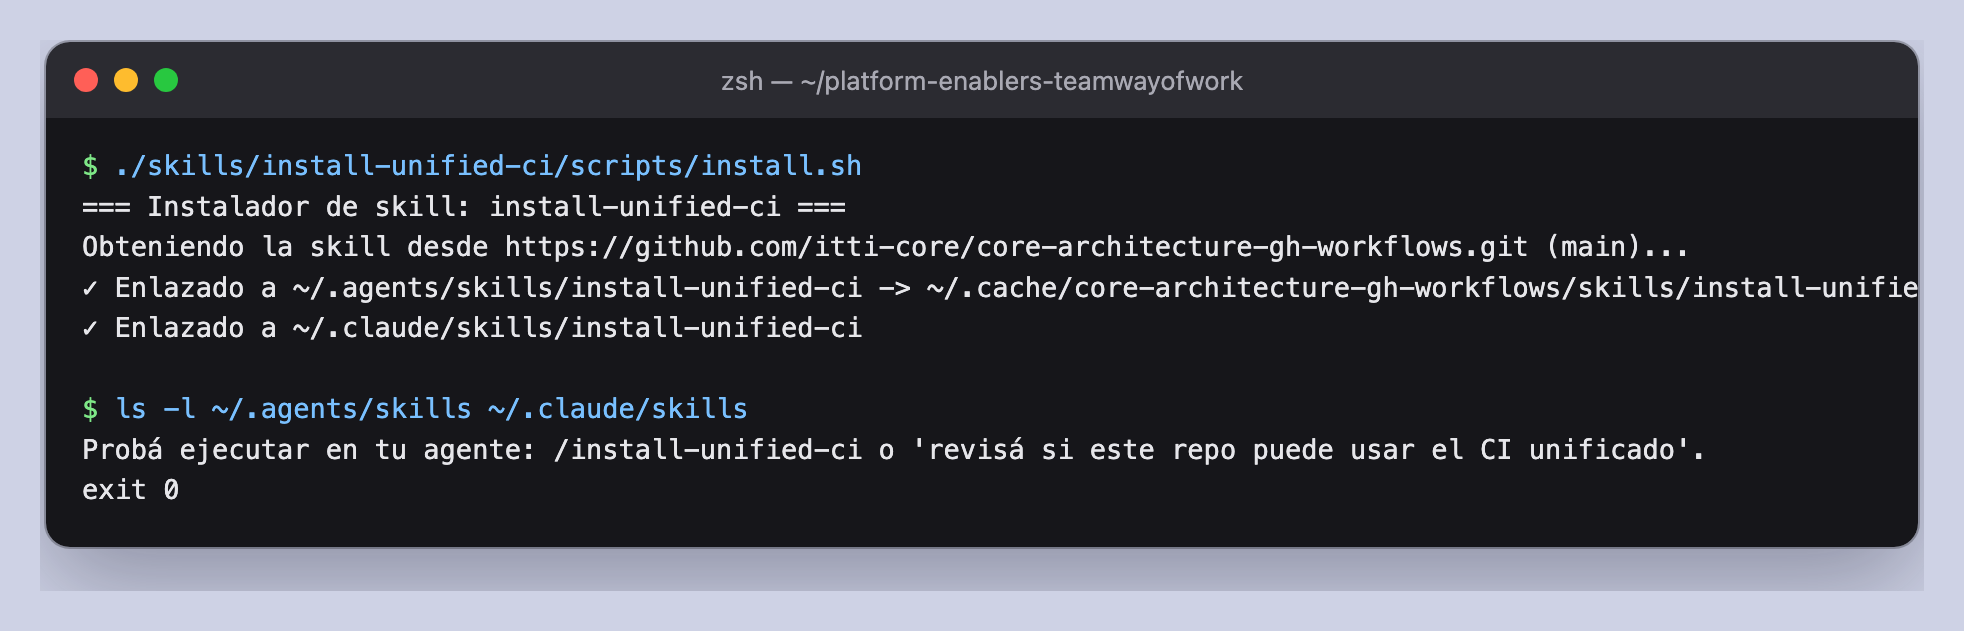 zsh — ~/platform-enablers-teamwayofwork
$ ./skills/install-unified-ci/scripts/install.sh
=== Instalador de skill: install-unified-ci ===
Obteniendo la skill desde https://github.com/itti-core/core-architecture-gh-workflows.git (main)...
✓ Enlazado a ~/.agents/skills/install-unified-ci -> ~/.cache/core-architecture-gh-workflows/skills/install-unifie
✓ Enlazado a ~/.claude/skills/install-unified-ci
$ ls -l ~/.agents/skills ~/.claude/skills
Probá ejecutar en tu agente: /install-unified-ci o 'revisá si este repo puede usar el CI unificado'.
exit 0